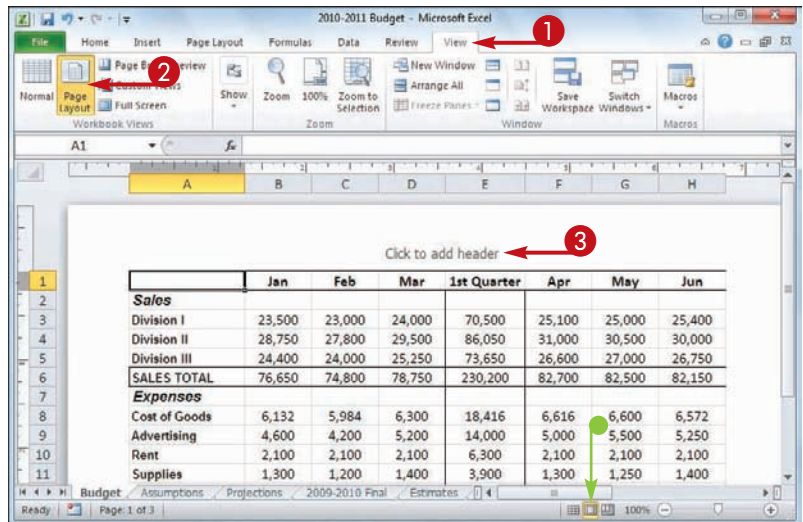 2010-2011 Budget - Microsoft Excel
File Home Insert Page Layout Formulas Data Review View 1
Normal Page Layout Page B view 2 Custom Views Full Screen Show Zoom 100% Zoom to Selection New Window Arrange All Freeze Panes Save Workspace Switch Windows Macros
Workbook Views Zoom Window Macros
A1 fx
A B C D E F G H
Click to add header 3
1 Jan Feb Mar 1st Quarter Apr May Jun
2 Sales
3 Division I 23,500 23,000 24,000 70,500 25,100 25,000 25,400
4 Division II 28,750 27,800 29,500 86,050 31,000 30,500 30,000
5 Division III 24,400 24,000 25,250 73,650 26,600 27,000 26,750
6 SALES TOTAL 76,650 74,800 78,750 230,200 82,700 82,500 82,150
7 Expenses
8 Cost of Goods 6,132 5,984 6,300 18,416 6,616 6,600 6,572
9 Advertising 4,600 4,200 5,200 14,000 5,000 5,500 5,250
10 Rent 2,100 2,100 2,100 6,300 2,100 2,100 2,100
11 Supplies 1,300 1,200 1,400 3,900 1,300 1,250 1,400
Budget Assumptions Projections 2009-2010 Final Estimates
Ready Page: 1 of 3 100%